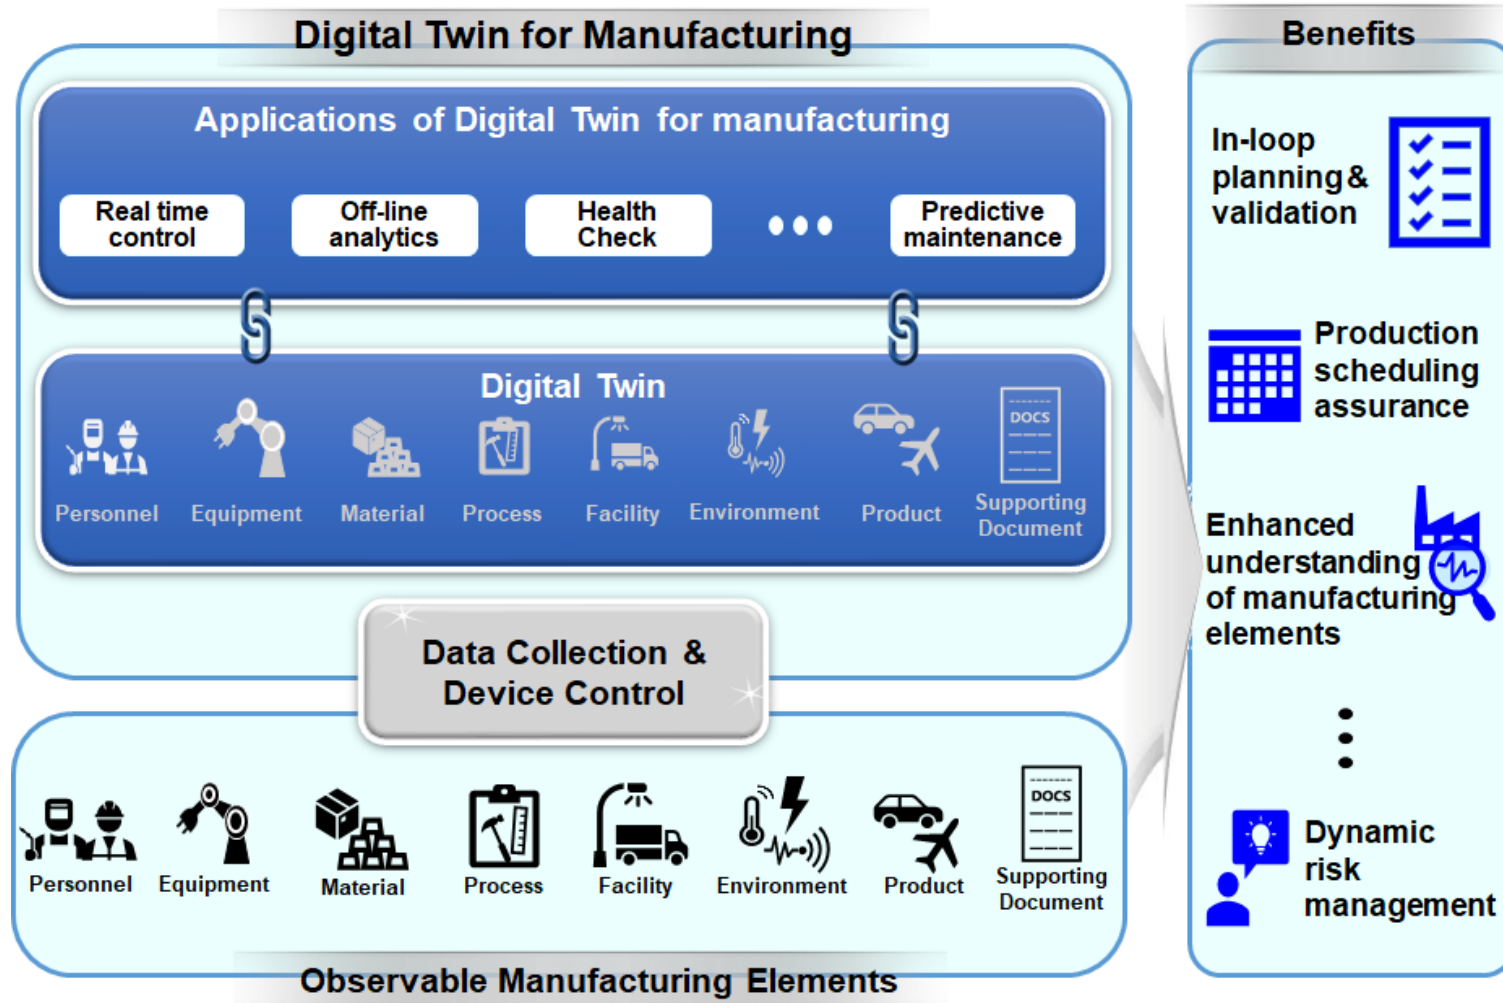 Digital Twin for Manufacturing
Applications of Digital Twin for manufacturing
Real time
control
Off-line
analytics
Health
Check
Predictive
maintenance
Digital Twin
DOCS
Personnel
Equipment
Material
Process
Facility
Environment
Product
Supporting
Document
Data Collection &
Device Control
DOCS
Personnel
Equipment
Material
Process
Facility
Environment
Product
Supporting
Document
Observable Manufacturing Elements
Benefits
In-loop
planning &
validation
Production
scheduling
assurance
Enhanced
understanding
of manufacturing
elements
Dynamic
risk
management